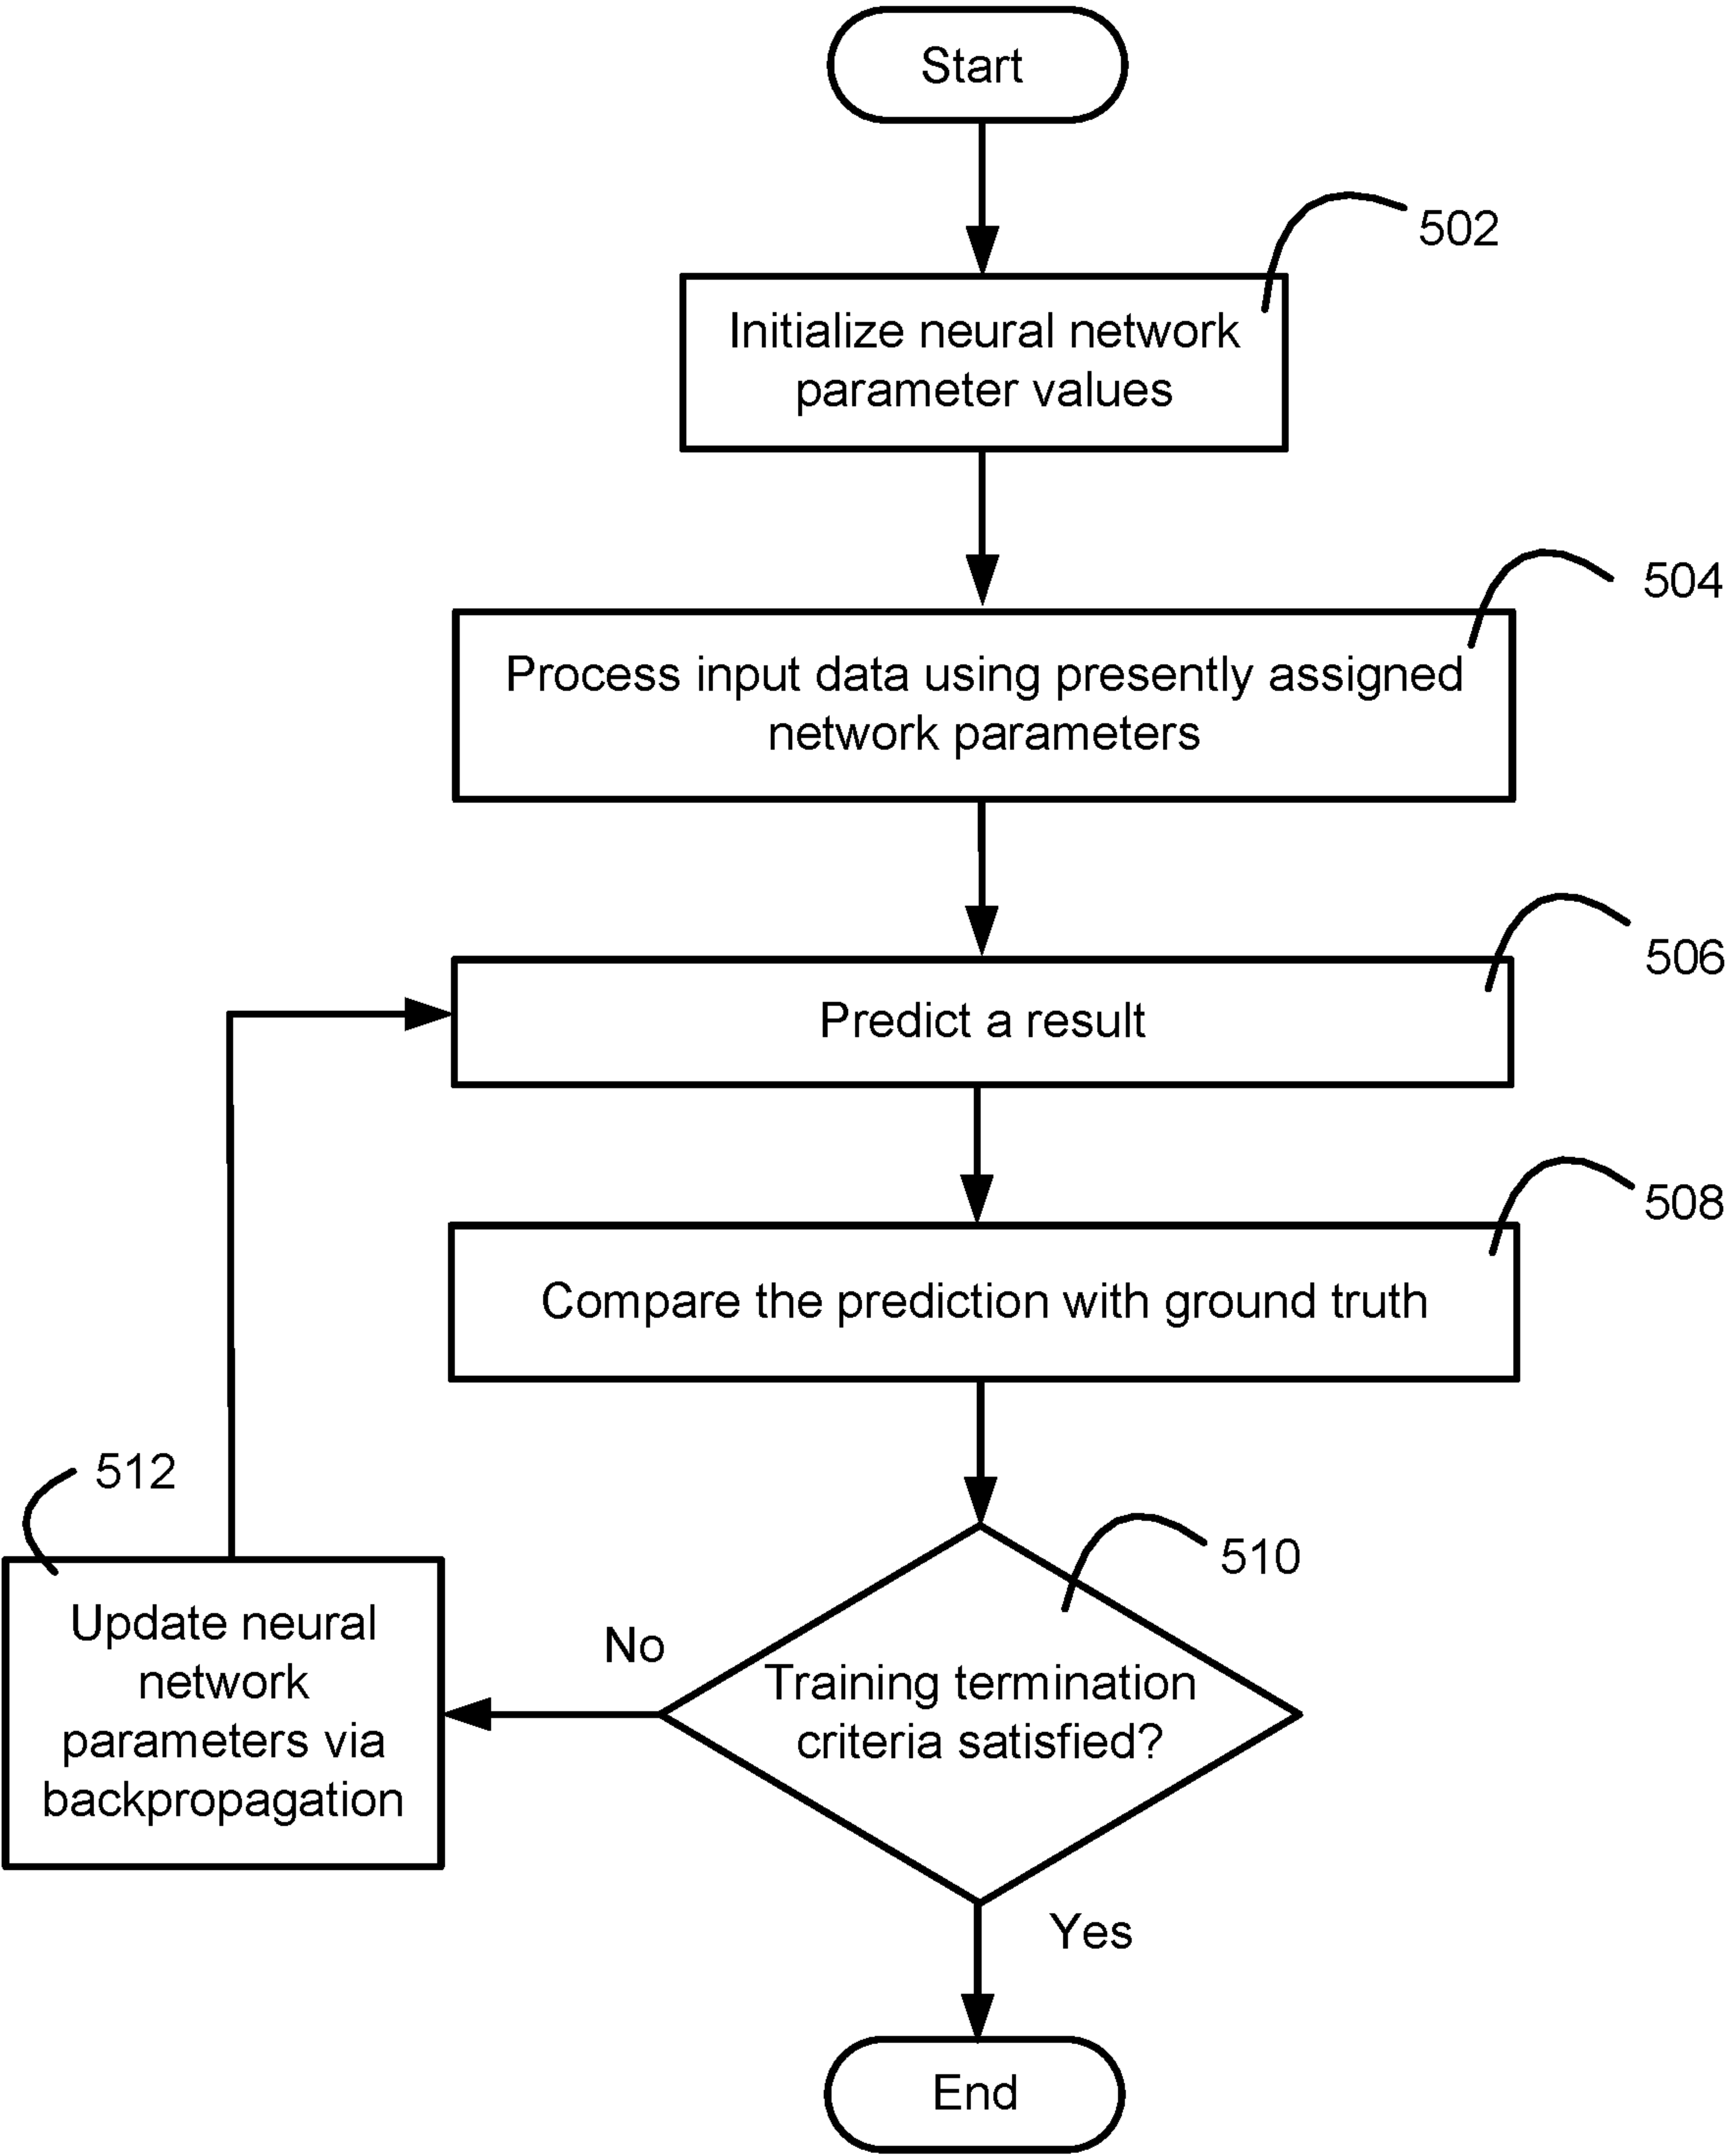 Start
502
Initialize neural network
parameter values
504
Process input data using presently assigned
network parameters
506
Predict a result
508
Compare the prediction with ground truth
512
510
Update neural
network
parameters via
backpropagation
No
Training termination
criteria satisfied?
Yes
End